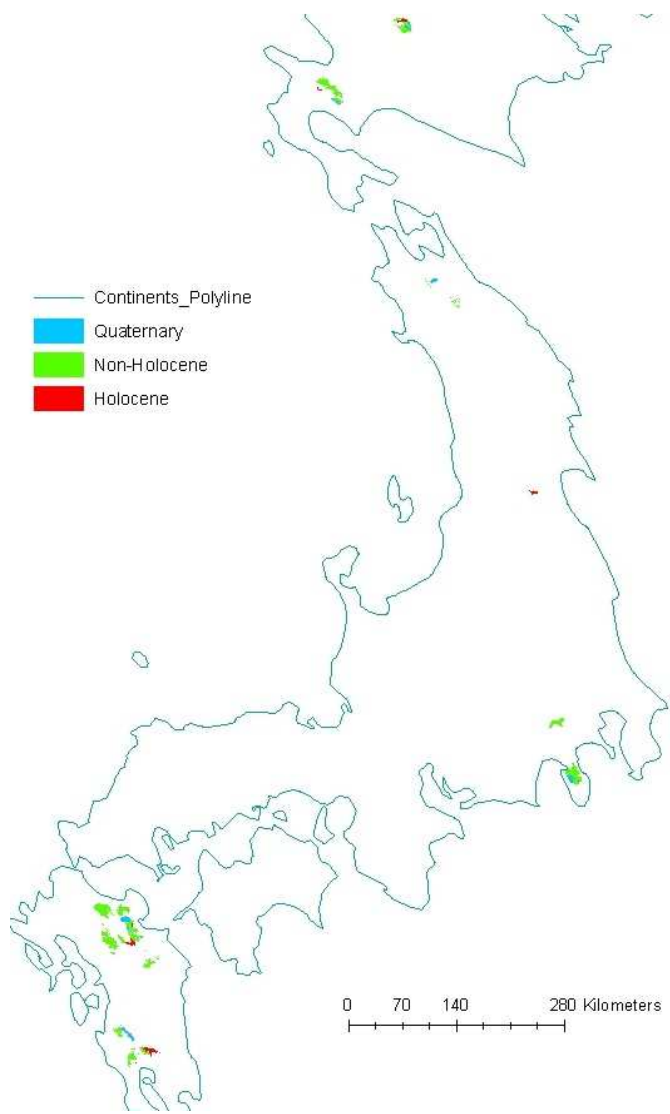 Continents_Polyline
Quaternary
Non-Holocene
Holocene
0 70 140 280 Kilometers